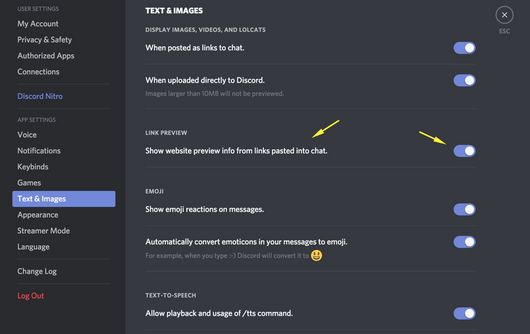 USER SETTINGS
My Account
Privacy & Safety
Authorized Apps
Connections
Discord Nitro
APP SETTINGS
Voice
Notifications
Keybinds
Games
Text & Images
Appearance
Streamer Mode
Language
Change Log
Log Out
TEXT & IMAGES
DISPLAY IMAGES, VIDEOS, AND LOLCATS
When posted as links to chat.
When uploaded directly to Discord.
Images larger than 10MB will not be previewed.
LINK PREVIEW
Show website preview info from links pasted into chat.
EMOJI
Show emoji reactions on messages.
Automatically convert emoticons in your messages to emoji.
For example, when you type :-) Discord will convert it to 😃
TEXT-TO-SPEECH
Allow playback and usage of /tts command.
ESC